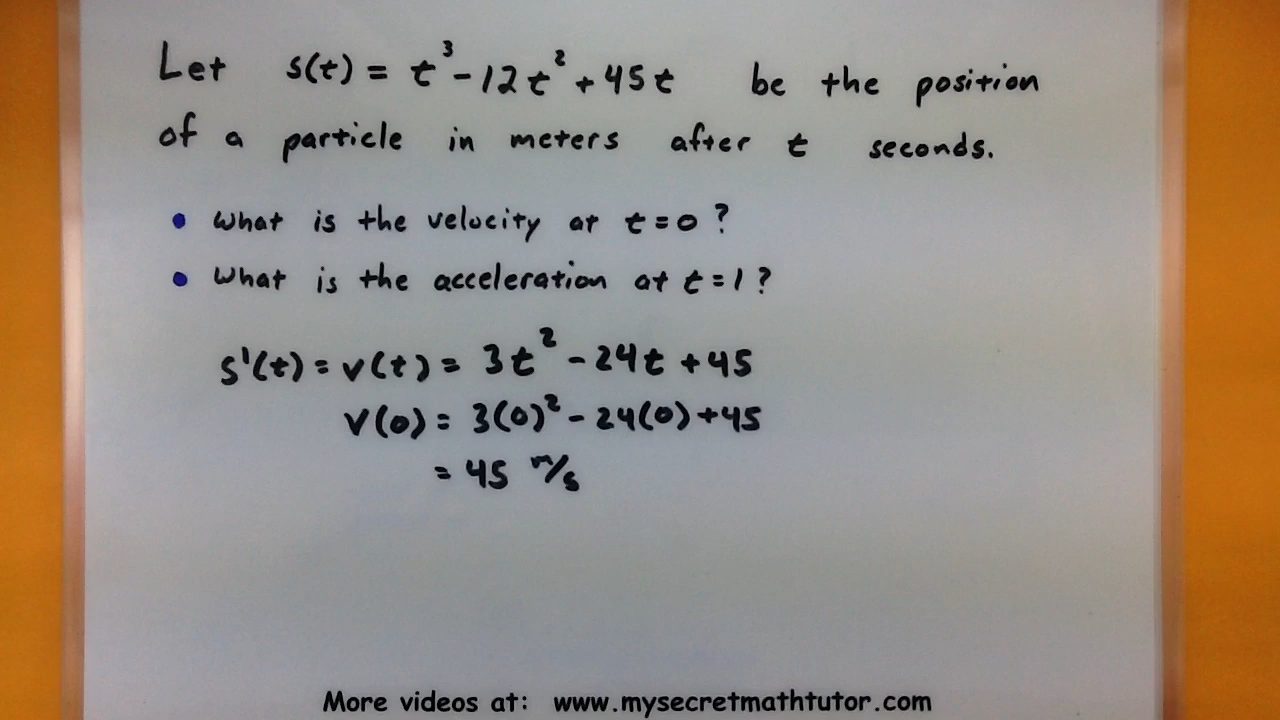 Let s(t) = t³ - 12t² + 45t be the position
of a particle in meters after t seconds.
• What is the velocity at t = 0 ?
• What is the acceleration at t = 1 ?
s'(t) = v(t) = 3t² - 24t + 45
v(0) = 3(0)² - 24(0) + 45
= 45 m/s
More videos at: www.mysecretmathtutor.com